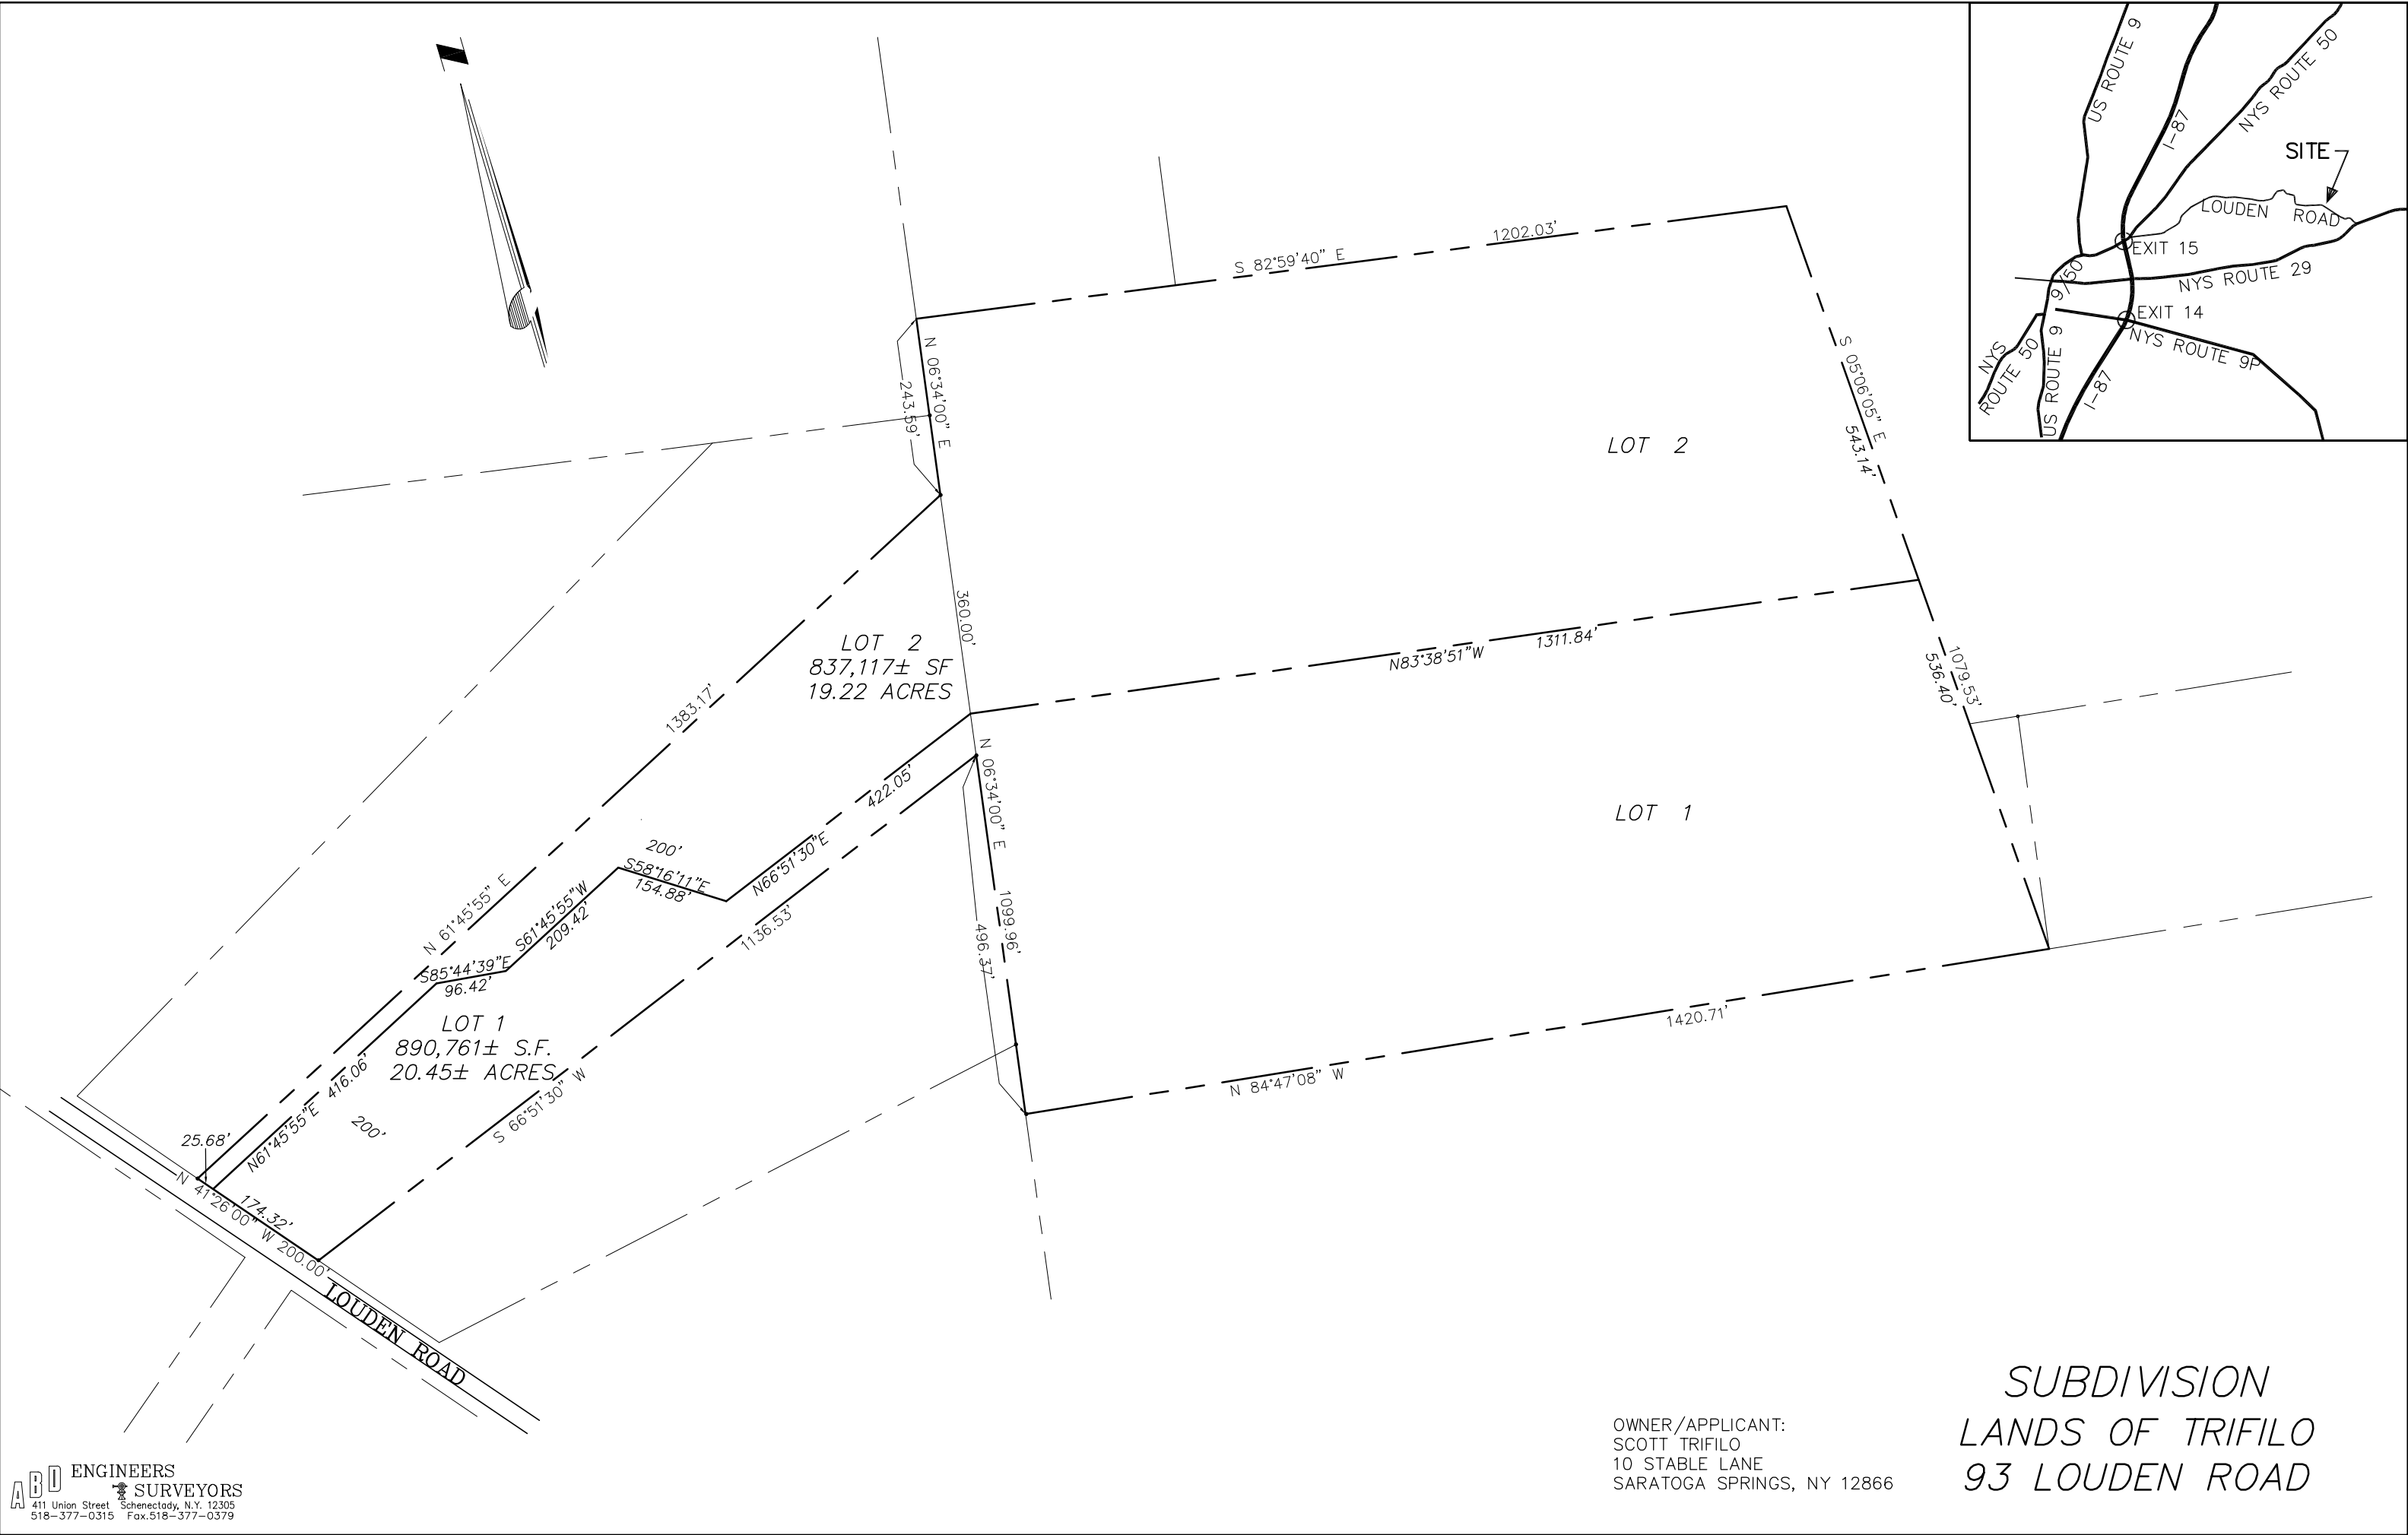 US ROUTE 9
I-87
NYS ROUTE 50
SITE
LOUDEN ROAD
EXIT 15
NYS ROUTE 29
9/50
EXIT 14
NYS ROUTE 9P
NYS
ROUTE 50
US ROUTE 9
I-87
S 82°59'40" E
1202.03'
N 06°34'00" E
243.59'
S 05°06'05" E
543.14'
LOT 2
360.00'
LOT 2
837,117± SF
19.22 ACRES
N83°38'51"W
1311.84'
1079.53'
536.40'
1383.17'
N 61°45'55" E
422.05'
N66°51'30"E
200'
S58°16'11"E
154.88'
S61°45'55"W
209.42'
S85°44'39"E
96.42'
1136.53'
S 66°51'30" W
N 06°34'00" E
1099.96'
496.37'
LOT 1
LOT 1
890,761± S.F.
20.45± ACRES
N61°45'55"E 416.06'
200'
25.68'
174.32'
N 41°26'00" W 200.00'
LOUDEN ROAD
1420.71'
N 84°47'08" W
ABD ENGINEERS
SURVEYORS
411 Union Street Schenectady, N.Y. 12305
518-377-0315 Fax.518-377-0379
OWNER/APPLICANT:
SCOTT TRIFILO
10 STABLE LANE
SARATOGA SPRINGS, NY 12866
SUBDIVISION
LANDS OF TRIFILO
93 LOUDEN ROAD